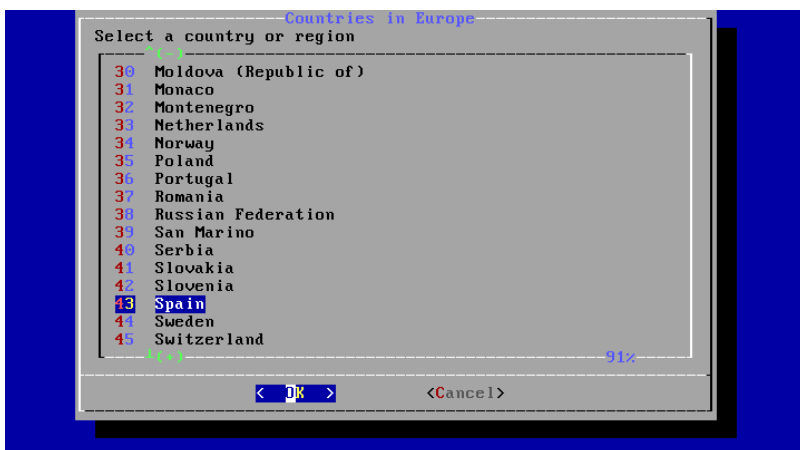 Countries in Europe
Select a country or region
^(-)
30 Moldova (Republic of)
31 Monaco
32 Montenegro
33 Netherlands
34 Norway
35 Poland
36 Portugal
37 Romania
38 Russian Federation
39 San Marino
40 Serbia
41 Slovakia
42 Slovenia
43 Spain
44 Sweden
45 Switzerland
(+) 91%
< OK > <Cancel>